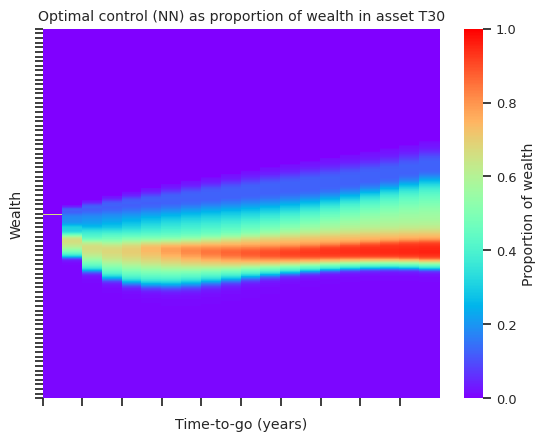 Optimal control (NN) as proportion of wealth in asset T30
Wealth
Time-to-go (years)
1.0
0.8
0.6
0.4
0.2
0.0
Proportion of wealth